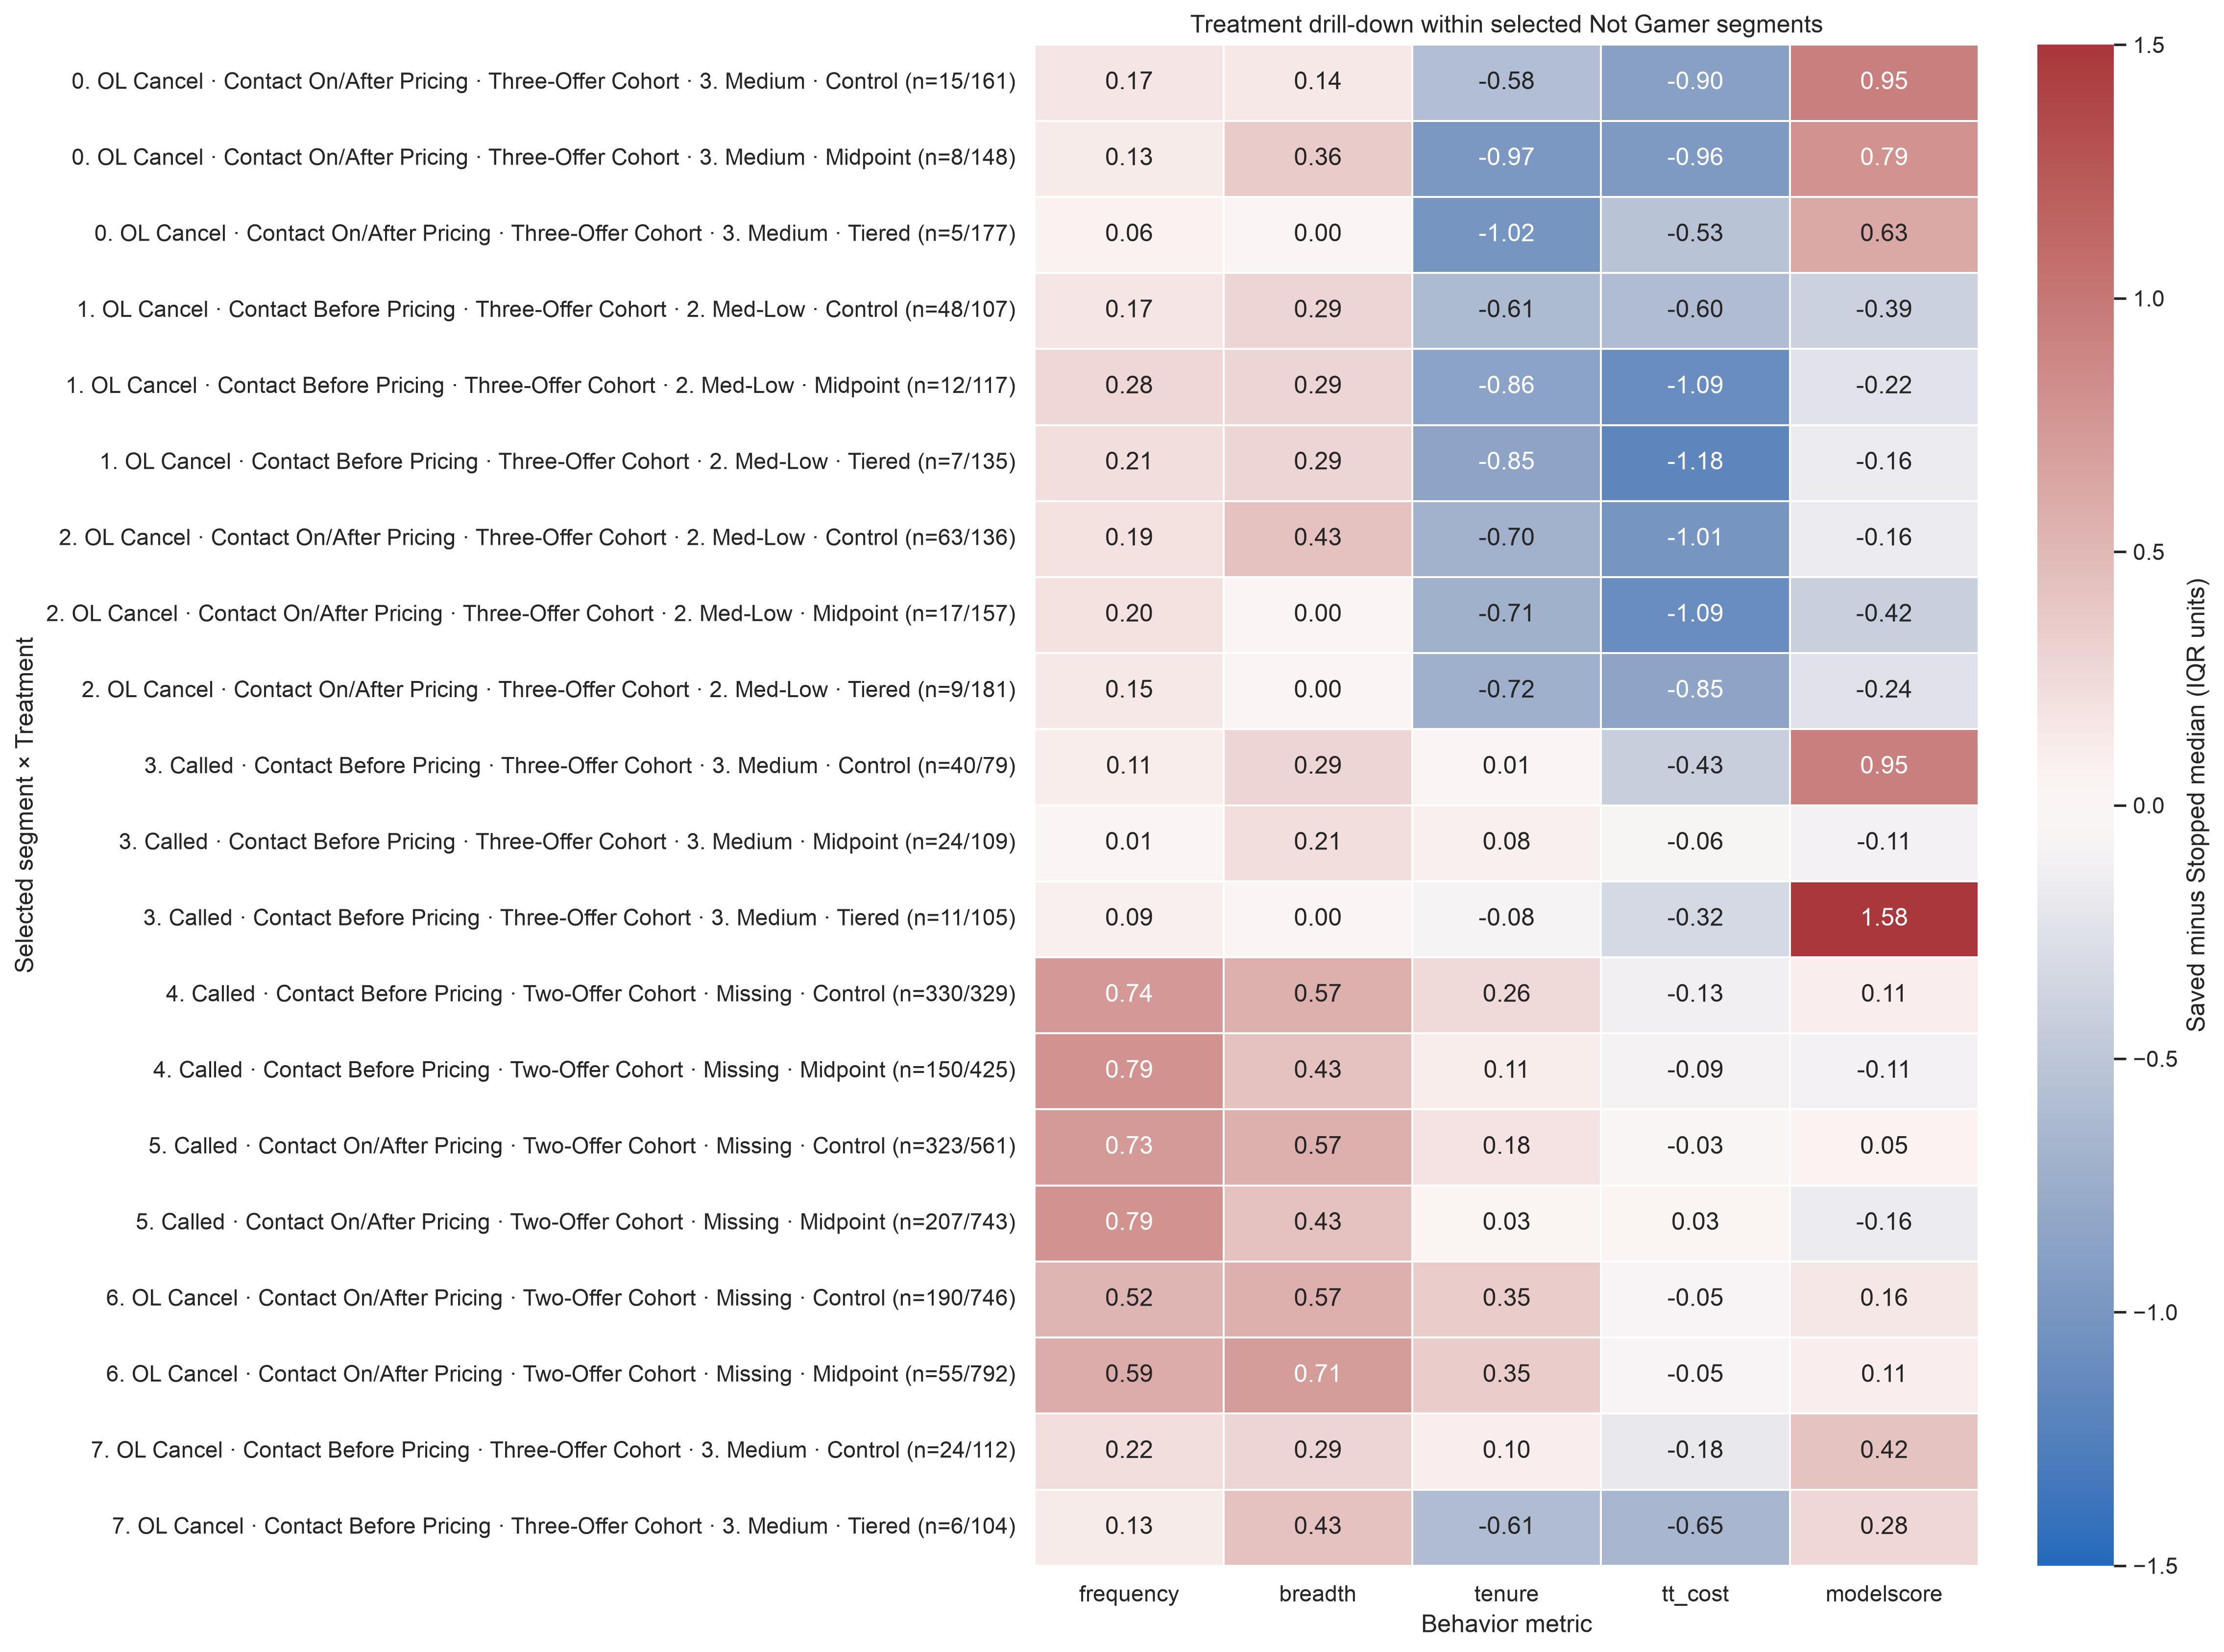 Treatment drill-down within selected Not Gamer segments
0. OL Cancel · Contact On/After Pricing · Three-Offer Cohort · 3. Medium · Control (n=15/161) 0.17 0.14 -0.58 -0.90 0.95
0. OL Cancel · Contact On/After Pricing · Three-Offer Cohort · 3. Medium · Midpoint (n=8/148) 0.13 0.36 -0.97 -0.96 0.79
0. OL Cancel · Contact On/After Pricing · Three-Offer Cohort · 3. Medium · Tiered (n=5/177) 0.06 0.00 -1.02 -0.53 0.63
1. OL Cancel · Contact Before Pricing · Three-Offer Cohort · 2. Med-Low · Control (n=48/107) 0.17 0.29 -0.61 -0.60 -0.39
1. OL Cancel · Contact Before Pricing · Three-Offer Cohort · 2. Med-Low · Midpoint (n=12/117) 0.28 0.29 -0.86 -1.09 -0.22
1. OL Cancel · Contact Before Pricing · Three-Offer Cohort · 2. Med-Low · Tiered (n=7/135) 0.21 0.29 -0.85 -1.18 -0.16
2. OL Cancel · Contact On/After Pricing · Three-Offer Cohort · 2. Med-Low · Control (n=63/136) 0.19 0.43 -0.70 -1.01 -0.16
2. OL Cancel · Contact On/After Pricing · Three-Offer Cohort · 2. Med-Low · Midpoint (n=17/157) 0.20 0.00 -0.71 -1.09 -0.42
2. OL Cancel · Contact On/After Pricing · Three-Offer Cohort · 2. Med-Low · Tiered (n=9/181) 0.15 0.00 -0.72 -0.85 -0.24
3. Called · Contact Before Pricing · Three-Offer Cohort · 3. Medium · Control (n=40/79) 0.11 0.29 0.01 -0.43 0.95
3. Called · Contact Before Pricing · Three-Offer Cohort · 3. Medium · Midpoint (n=24/109) 0.01 0.21 0.08 -0.06 -0.11
3. Called · Contact Before Pricing · Three-Offer Cohort · 3. Medium · Tiered (n=11/105) 0.09 0.00 -0.08 -0.32 1.58
4. Called · Contact Before Pricing · Two-Offer Cohort · Missing · Control (n=330/329) 0.74 0.57 0.26 -0.13 0.11
4. Called · Contact Before Pricing · Two-Offer Cohort · Missing · Midpoint (n=150/425) 0.79 0.43 0.11 -0.09 -0.11
5. Called · Contact On/After Pricing · Two-Offer Cohort · Missing · Control (n=323/561) 0.73 0.57 0.18 -0.03 0.05
5. Called · Contact On/After Pricing · Two-Offer Cohort · Missing · Midpoint (n=207/743) 0.79 0.43 0.03 0.03 -0.16
6. OL Cancel · Contact On/After Pricing · Two-Offer Cohort · Missing · Control (n=190/746) 0.52 0.57 0.35 -0.05 0.16
6. OL Cancel · Contact On/After Pricing · Two-Offer Cohort · Missing · Midpoint (n=55/792) 0.59 0.71 0.35 -0.05 0.11
7. OL Cancel · Contact Before Pricing · Three-Offer Cohort · 3. Medium · Control (n=24/112) 0.22 0.29 0.10 -0.18 0.42
7. OL Cancel · Contact Before Pricing · Three-Offer Cohort · 3. Medium · Tiered (n=6/104) 0.13 0.43 -0.61 -0.65 0.28
frequency breadth tenure tt_cost modelscore
Behavior metric
Selected segment × Treatment
1.5
1.0
0.5
0.0
−0.5
−1.0
−1.5
Saved minus Stopped median (IQR units)